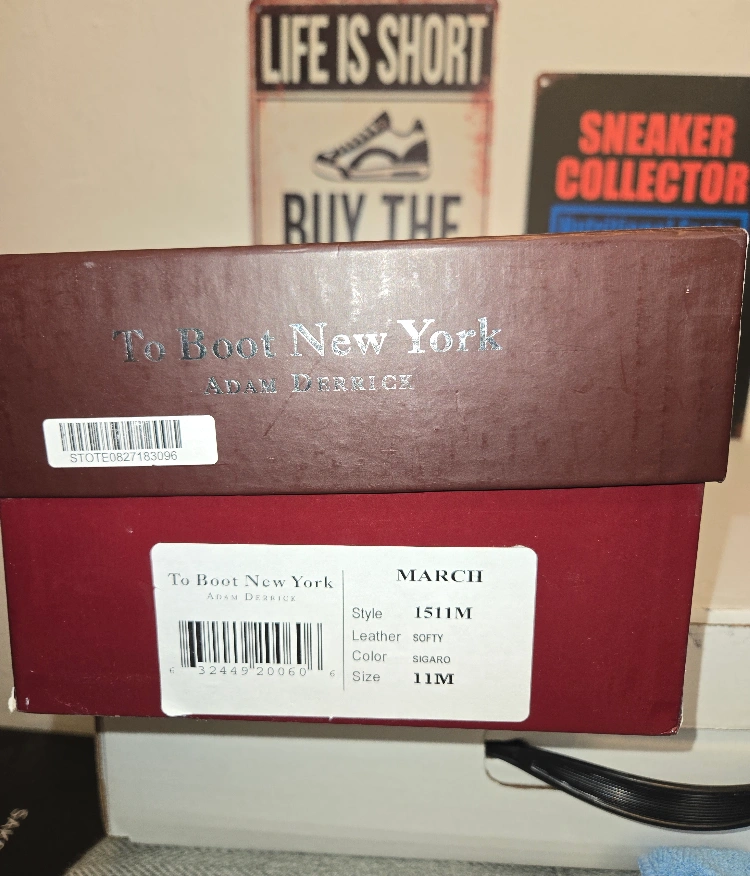 LIFE IS SHORT
BUY THE
SNEAKER
COLLECTOR
To Boot New York
ADAM DERRICK
STOTE0827183096
To Boot New York
ADAM DERRICK
6 32449 20060 6
MARCH
Style 1511M
Leather SOFTY
Color SIGARO
Size 11M